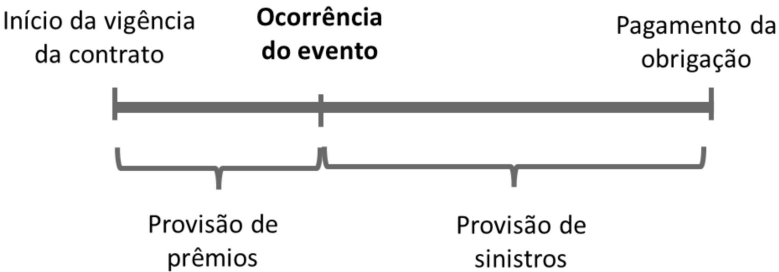 Início da vigência
da contrato
Ocorrência
do evento
Pagamento da
obrigação
Provisão de
prêmios
Provisão de
sinistros